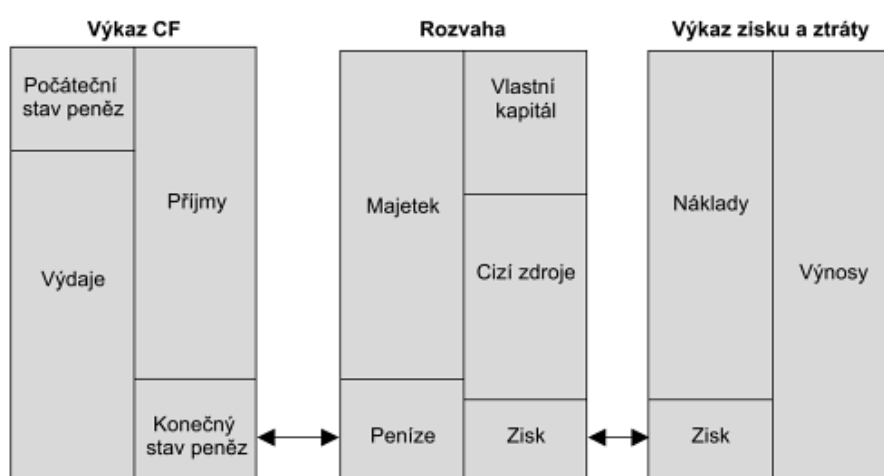 Výkaz CF
Rozvaha
Výkaz zisku a ztráty
Počáteční
stav peněz
Výdaje
Příjmy
Konečný
stav peněz
Majetek
Peníze
Vlastní
kapitál
Cizí zdroje
Zisk
Náklady
Zisk
Výnosy